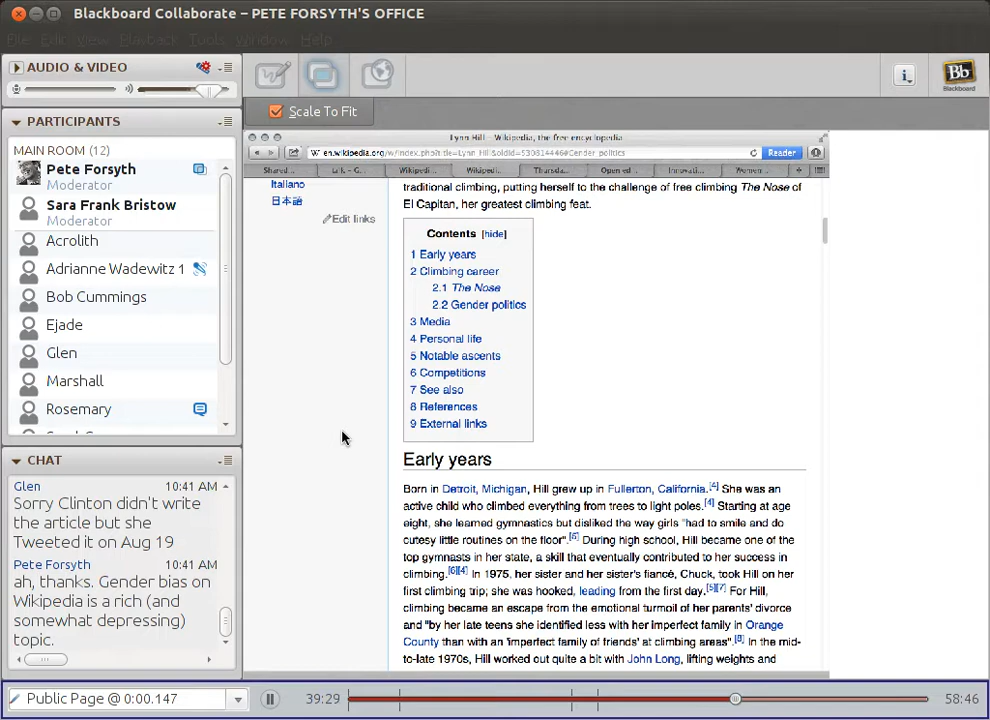 Blackboard Collaborate – PETE FORSYTH'S OFFICE
File Edit View Playback Tools Window Help
AUDIO & VIDEO
PARTICIPANTS
MAIN ROOM (12)
Pete Forsyth
Moderator
Sara Frank Bristow
Moderator
Acrolith
Adrianne Wadewitz 1
Bob Cummings
Ejade
Glen
Marshall
Rosemary
CHAT
Glen 10:41 AM
Sorry Clinton didn't write
the article but she
Tweeted it on Aug 19
Pete Forsyth 10:41 AM
ah, thanks. Gender bias on
Wikipedia is a rich (and
somewhat depressing)
topic.
Scale To Fit
Bb
Blackboard
Lynn Hill – Wikipedia, the free encyclopedia
Reader
Shared...
Wikipedi...
Wikipedi...
Thursda...
Open ed...
Innovati...
Women...
Italiano
日本語
Edit links
traditional climbing, putting herself to the challenge of free climbing The Nose of
El Capitan, her greatest climbing feat.
Contents [hide]
1 Early years
2 Climbing career
2.1 The Nose
2.2 Gender politics
3 Media
4 Personal life
5 Notable ascents
6 Competitions
7 See also
8 References
9 External links
Early years
Born in Detroit, Michigan, Hill grew up in Fullerton, California.[4] She was an
active child who climbed everything from trees to light poles.[4] Starting at age
eight, she learned gymnastics but disliked the way girls "had to smile and do
cutesy little routines on the floor".[5] During high school, Hill became one of the
top gymnasts in her state, a skill that eventually contributed to her success in
climbing.[6][4] In 1975, her sister and her sister's fiancé, Chuck, took Hill on her
first climbing trip; she was hooked, leading from the first day.[5][7] For Hill,
climbing became an escape from the emotional turmoil of her parents' divorce
and "by her late teens she identified less with her imperfect family in Orange
County than with an 'imperfect family of friends' at climbing areas".[8] In the mid-
to-late 1970s, Hill worked out quite a bit with John Long, lifting weights and
Public Page @ 0:00.147
39:29
58:46